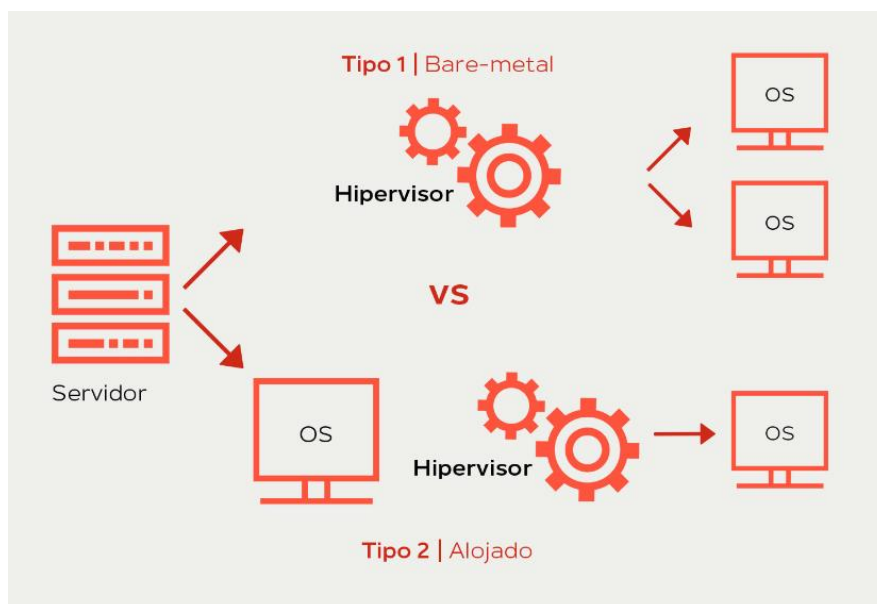 Tipo 1 | Bare-metal
Hipervisor
OS
OS
vs
Servidor
OS
Hipervisor
OS
Tipo 2 | Alojado